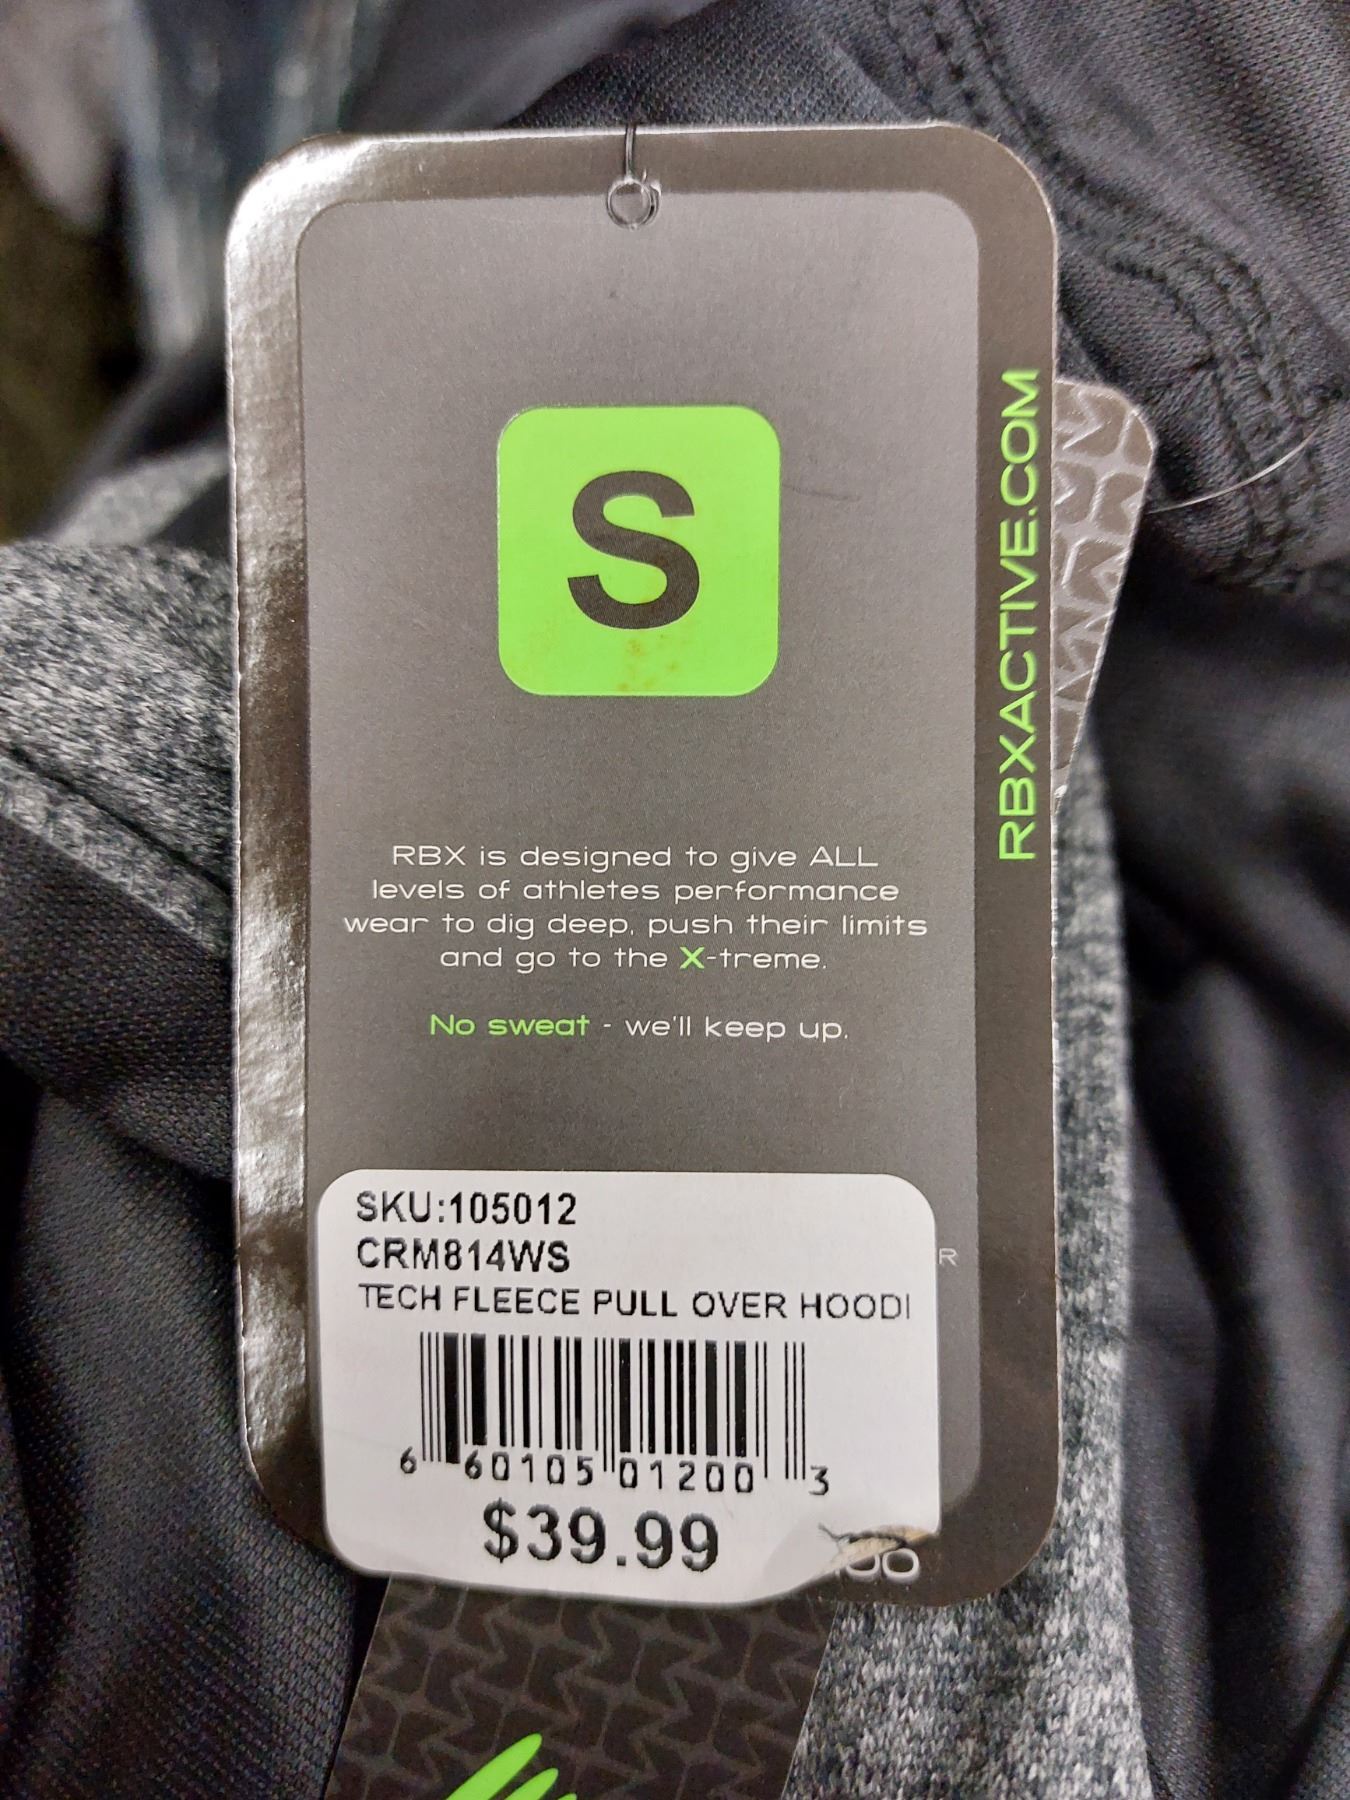 S
RBXACTIVE.COM
RBX is designed to give ALL
levels of athletes performance
wear to dig deep, push their limits
and go to the X-treme.
No sweat - we'll keep up.
SKU:105012
CRM814WS
R
TECH FLEECE PULL OVER HOODI
6 60105 01200 3
$39.99